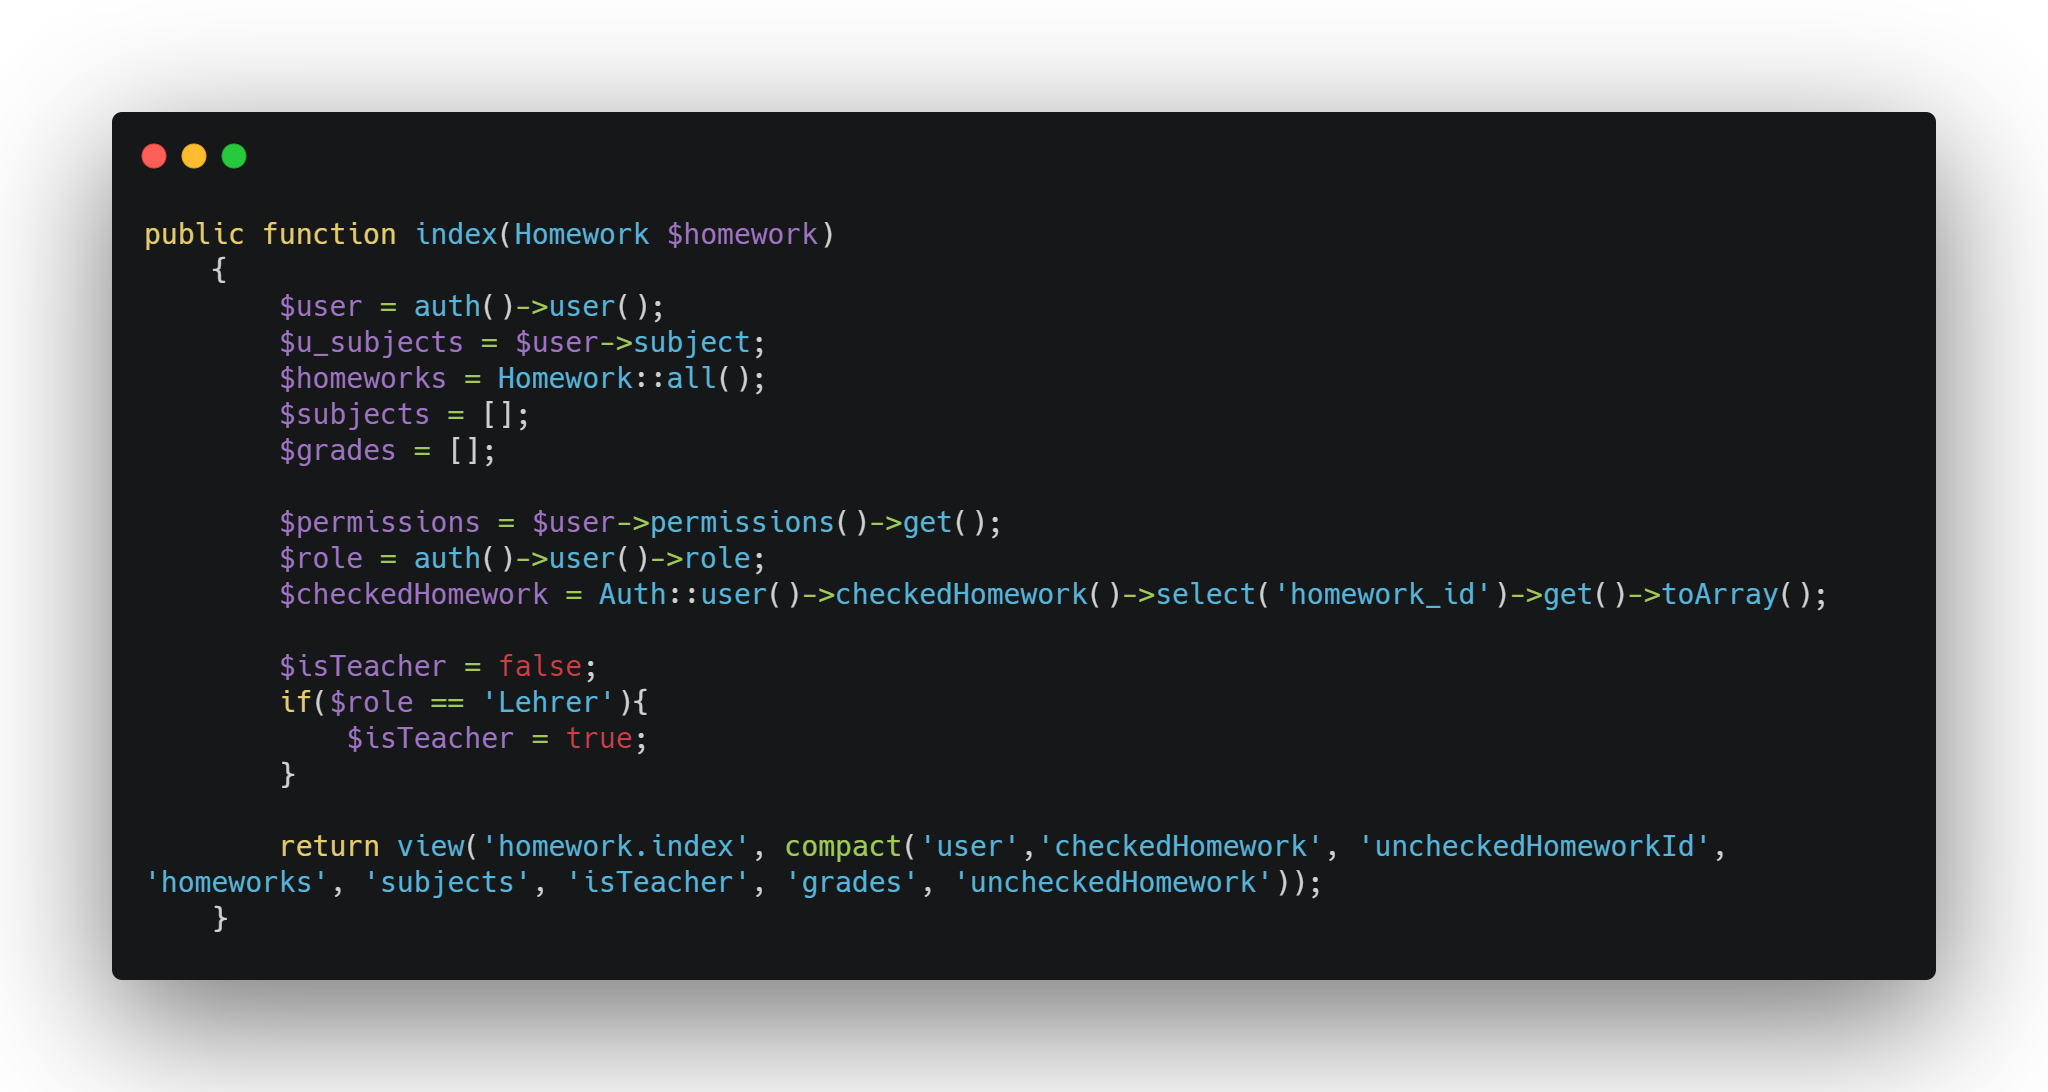 public function index(Homework $homework)
    {
        $user = auth()->user();
        $u_subjects = $user->subject;
        $homeworks = Homework::all();
        $subjects = [];
        $grades = [];

        $permissions = $user->permissions()->get();
        $role = auth()->user()->role;
        $checkedHomework = Auth::user()->checkedHomework()->select('homework_id')->get()->toArray();

        $isTeacher = false;
        if($role == 'Lehrer'){
            $isTeacher = true;
        }

        return view('homework.index', compact('user','checkedHomework', 'uncheckedHomeworkId',
'homeworks', 'subjects', 'isTeacher', 'grades', 'uncheckedHomework'));
    }